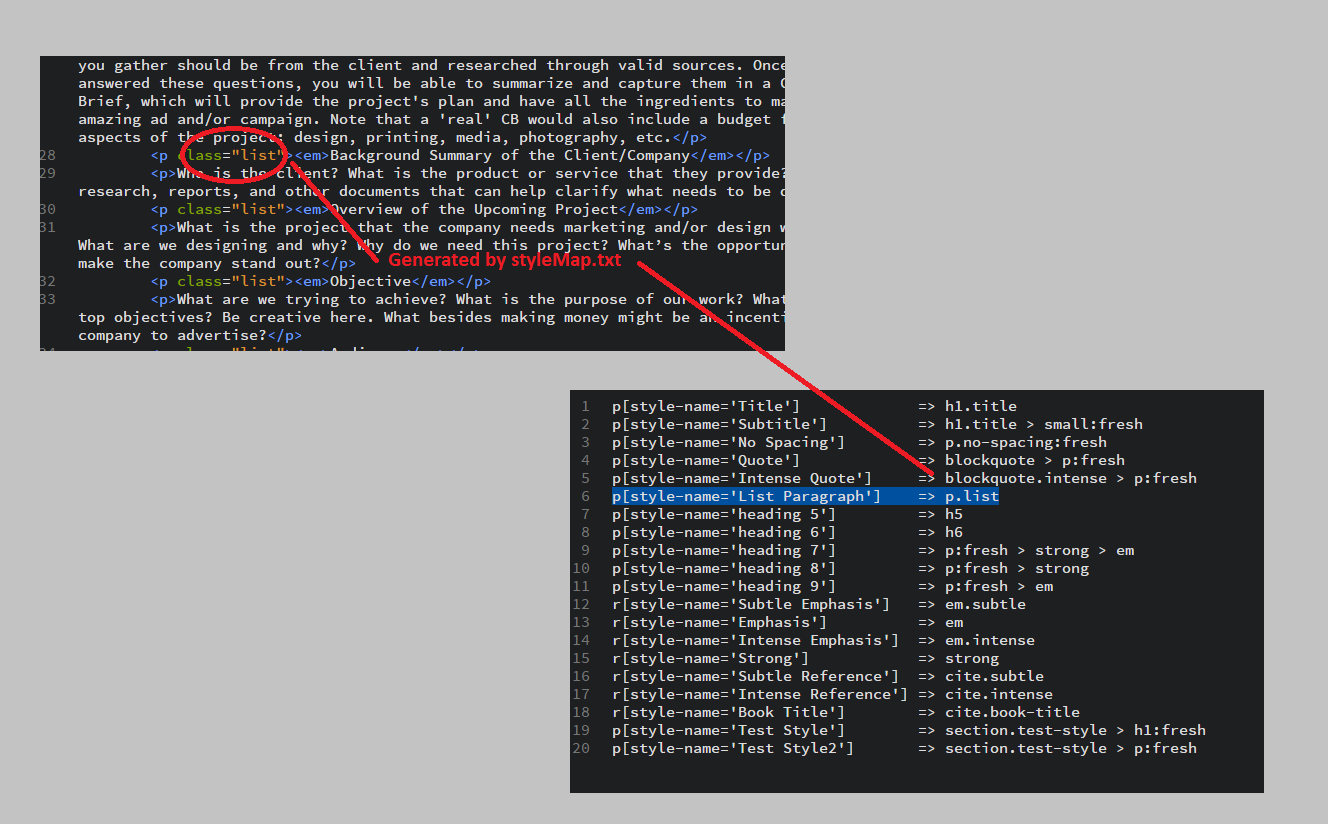 you gather should be from the client and researched through valid sources. Once
answered these questions, you will be able to summarize and capture them in a C
Brief, which will provide the project's plan and have all the ingredients to ma
amazing ad and/or campaign. Note that a 'real' CB would also include a budget f
aspects of the project: design, printing, media, photography, etc.</p>
28 <p class="list"><em>Background Summary of the Client/Company</em></p>
29 <p>Who is the client? What is the product or service that they provide?
research, reports, and other documents that can help clarify what needs to be d
30 <p class="list"><em>Overview of the Upcoming Project</em></p>
31 <p>What is the project that the company needs marketing and/or design w
What are we designing and why? Why do we need this project? What’s the opportun
make the company stand out?</p>
Generated by styleMap.txt
32 <p class="list"><em>Objective</em></p>
33 <p>What are we trying to achieve? What is the purpose of our work? What
top objectives? Be creative here. What besides making money might be an incenti
company to advertise?</p>
1 p[style-name='Title'] => h1.title
2 p[style-name='Subtitle'] => h1.title > small:fresh
3 p[style-name='No Spacing'] => p.no-spacing:fresh
4 p[style-name='Quote'] => blockquote > p:fresh
5 p[style-name='Intense Quote'] => blockquote.intense > p:fresh
6 p[style-name='List Paragraph'] => p.list
7 p[style-name='heading 5'] => h5
8 p[style-name='heading 6'] => h6
9 p[style-name='heading 7'] => p:fresh > strong > em
10 p[style-name='heading 8'] => p:fresh > strong
11 p[style-name='heading 9'] => p:fresh > em
12 r[style-name='Subtle Emphasis'] => em.subtle
13 r[style-name='Emphasis'] => em
14 r[style-name='Intense Emphasis'] => em.intense
15 r[style-name='Strong'] => strong
16 r[style-name='Subtle Reference'] => cite.subtle
17 r[style-name='Intense Reference'] => cite.intense
18 r[style-name='Book Title'] => cite.book-title
19 p[style-name='Test Style'] => section.test-style > h1:fresh
20 p[style-name='Test Style2'] => section.test-style > p:fresh